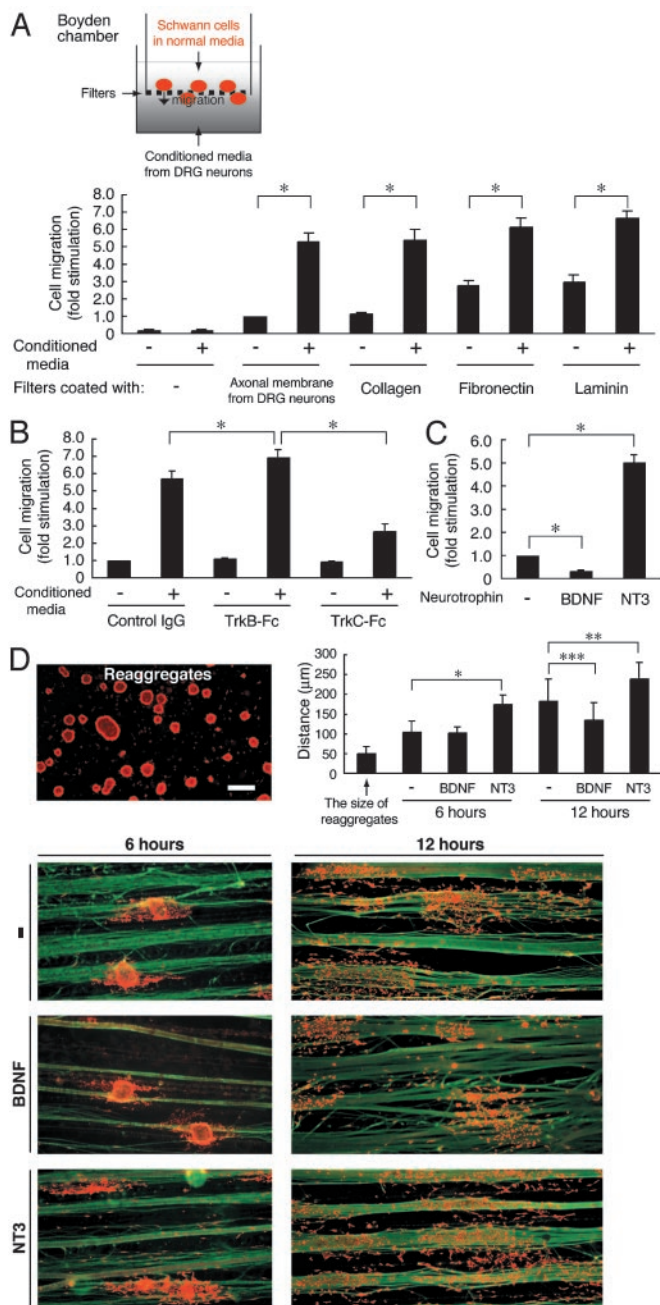 A
Boyden
chamber
Schwann cells
in normal media
Filters
migration
Conditioned media
from DRG neurons
Cell migration
(fold stimulation)
8.0
7.0
6.0
5.0
4.0
3.0
2.0
1.0
* * * *
Conditioned
media
- + - + - + - + - +
Filters coated with:
-
Axonal membrane
from DRG neurons
Collagen
Fibronectin
Laminin
B
Cell migration
(fold stimulation)
8.0
7.0
6.0
5.0
4.0
3.0
2.0
1.0
* *
Conditioned
media
- + - + - +
Control IgG TrkB-Fc TrkC-Fc
C
Cell migration
(fold stimulation)
6.0
5.0
4.0
3.0
2.0
1.0
*
*
Neurotrophin - BDNF NT3
D
Reaggregates
Distance (µm)
300
250
200
150
100
50
0
*
**
***
- BDNF NT3 - BDNF NT3
The size of
reaggregates
6 hours 12 hours
6 hours 12 hours
-
BDNF
NT3